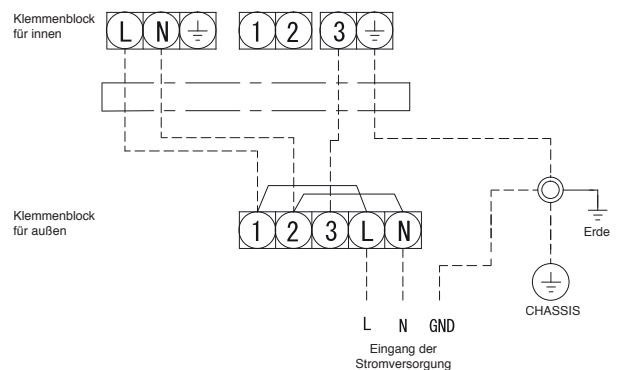 Klemmenblock
für innen
L N 1 2 3
Klemmenblock
für außen
1 2 3 L N
Erde
CHASSIS
L N GND
Eingang der
Stromversorgung